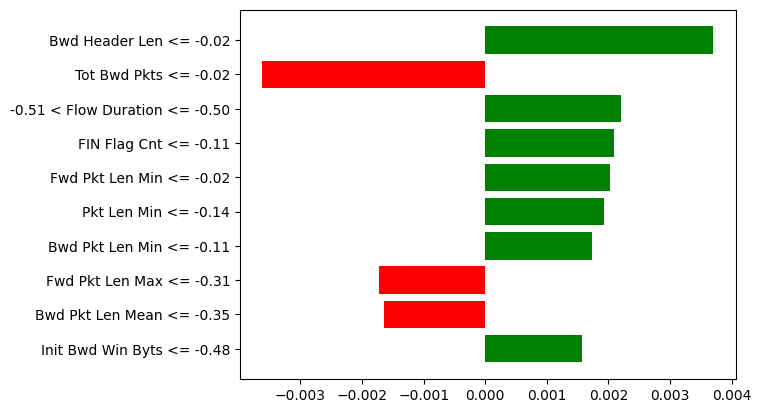 Bwd Header Len <= -0.02
Tot Bwd Pkts <= -0.02
-0.51 < Flow Duration <= -0.50
FIN Flag Cnt <= -0.11
Fwd Pkt Len Min <= -0.02
Pkt Len Min <= -0.14
Bwd Pkt Len Min <= -0.11
Fwd Pkt Len Max <= -0.31
Bwd Pkt Len Mean <= -0.35
Init Bwd Win Byts <= -0.48
−0.003 −0.002 −0.001 0.000 0.001 0.002 0.003 0.004